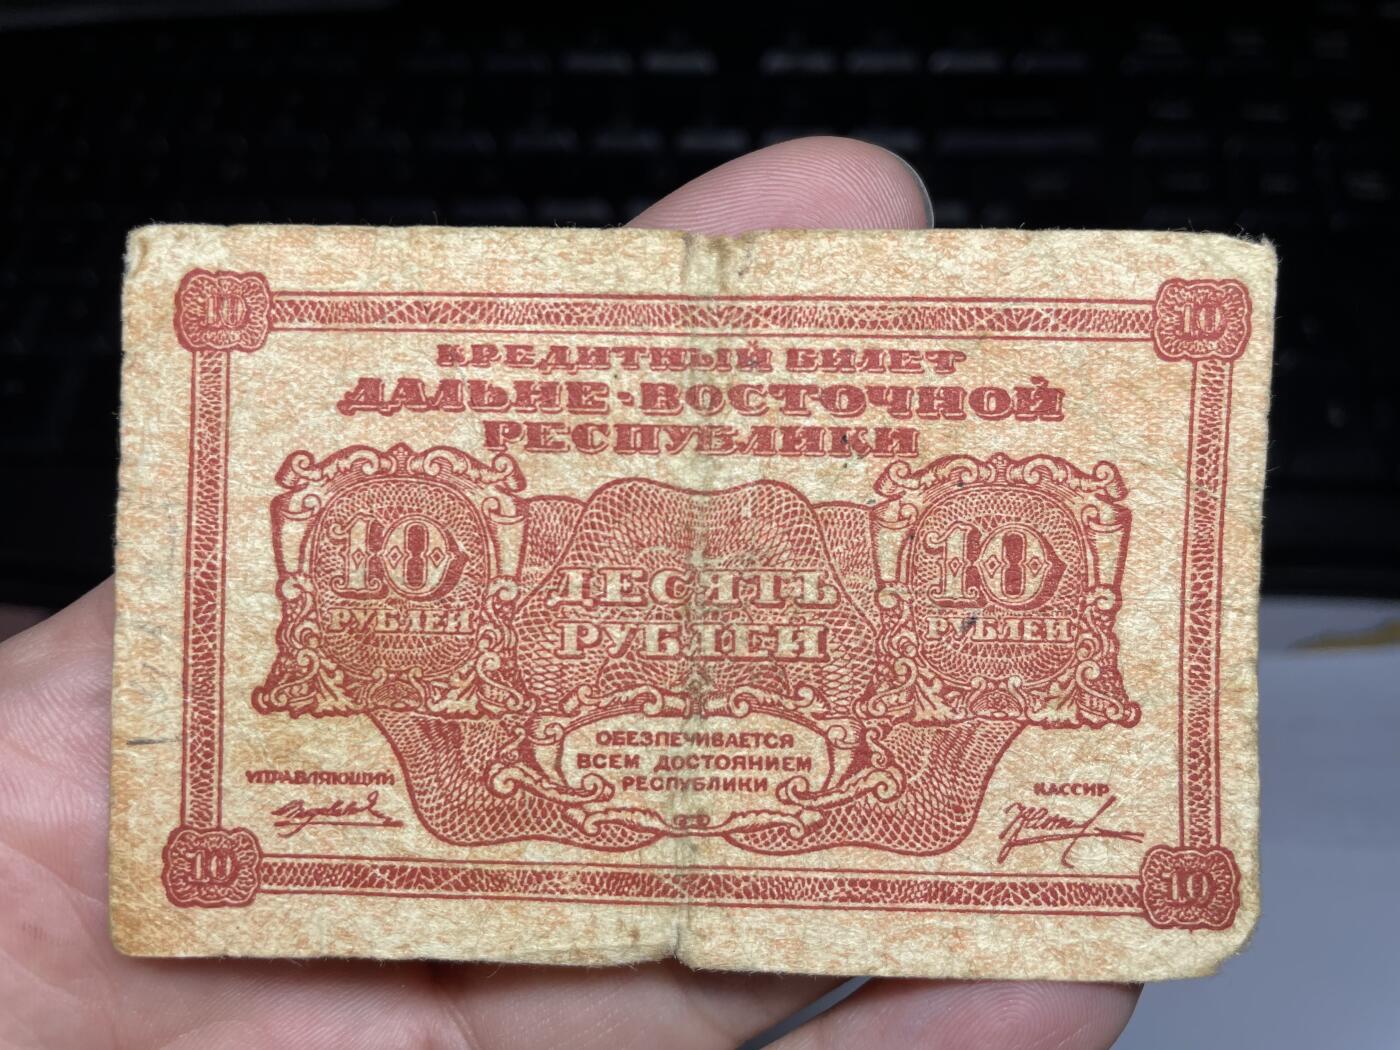 10
10
КРЕДИТНЫЙ БИЛЕТ
ДАЛЬНЕ-ВОСТОЧНОЙ
РЕСПУБЛИКИ
10
РУБЛЕЙ
ДЕСЯТЬ
РУБЛЕЙ
10
РУБЛЕЙ
ОБЕЗПЕЧИВАЕТСЯ
ВСЕМ ДОСТОЯНИЕМ
РЕСПУБЛИКИ
УПРАВЛЯЮЩИЙ
КАССИР
10
10